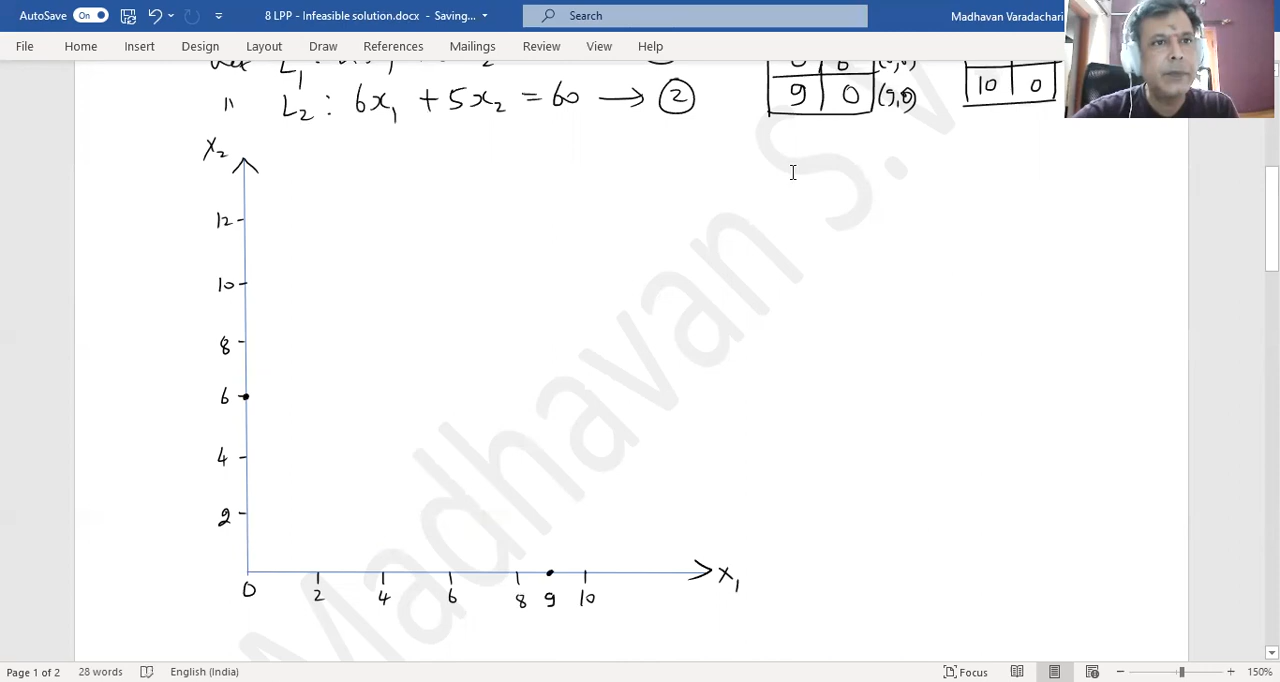 AutoSave On 8 LPP - Infeasible solution.docx - Saving... Search Madhavan Varadachari
File Home Insert Design Layout Draw References Mailings Review View Help
L₁ :
9 0 (9,0) 10 0
" L₂ : 6x₁ + 5x₂ = 60 → ②
X₂
12
10
8
6
4
2
0 2 4 6 8 9 10 X₁
Madhavan S.V.
Page 1 of 2 28 words English (India) Focus 150%